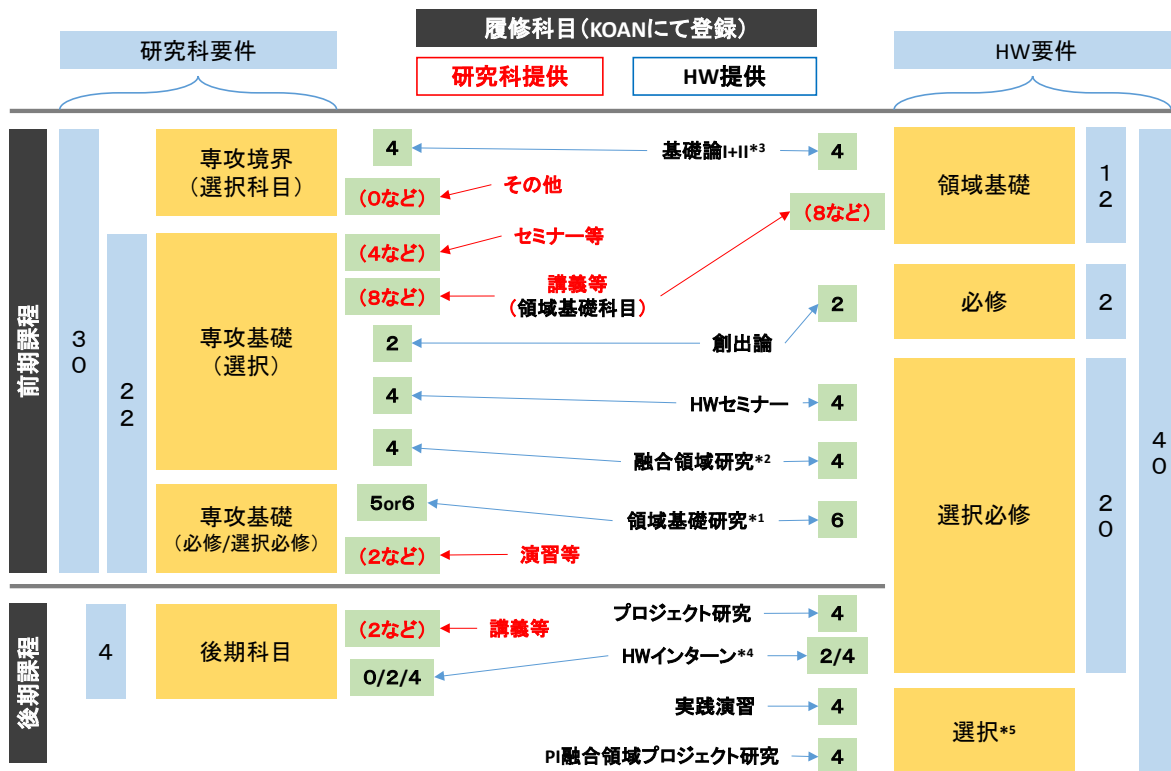 履修科目（KOANにて登録）
研究科要件
HW要件
研究科提供
HW提供
前期課程
30
22
専攻境界
（選択科目）
4
基礎論I+II*3
4
領域基礎
12
40
（0など）
その他
（8など）
専攻基礎
（選択）
（4など）
セミナー等
（8など）
講義等
（領域基礎科目）
2
創出論
2
必修
2
4
HWセミナー
4
選択必修
20
4
融合領域研究*2
4
専攻基礎
（必修/選択必修）
5or6
領域基礎研究*1
6
（2など）
演習等
後期課程
4
後期科目
（2など）
講義等
プロジェクト研究
4
0/2/4
HWインターン*4
2/4
実践演習
4
選択*5
PI融合領域プロジェクト研究
4